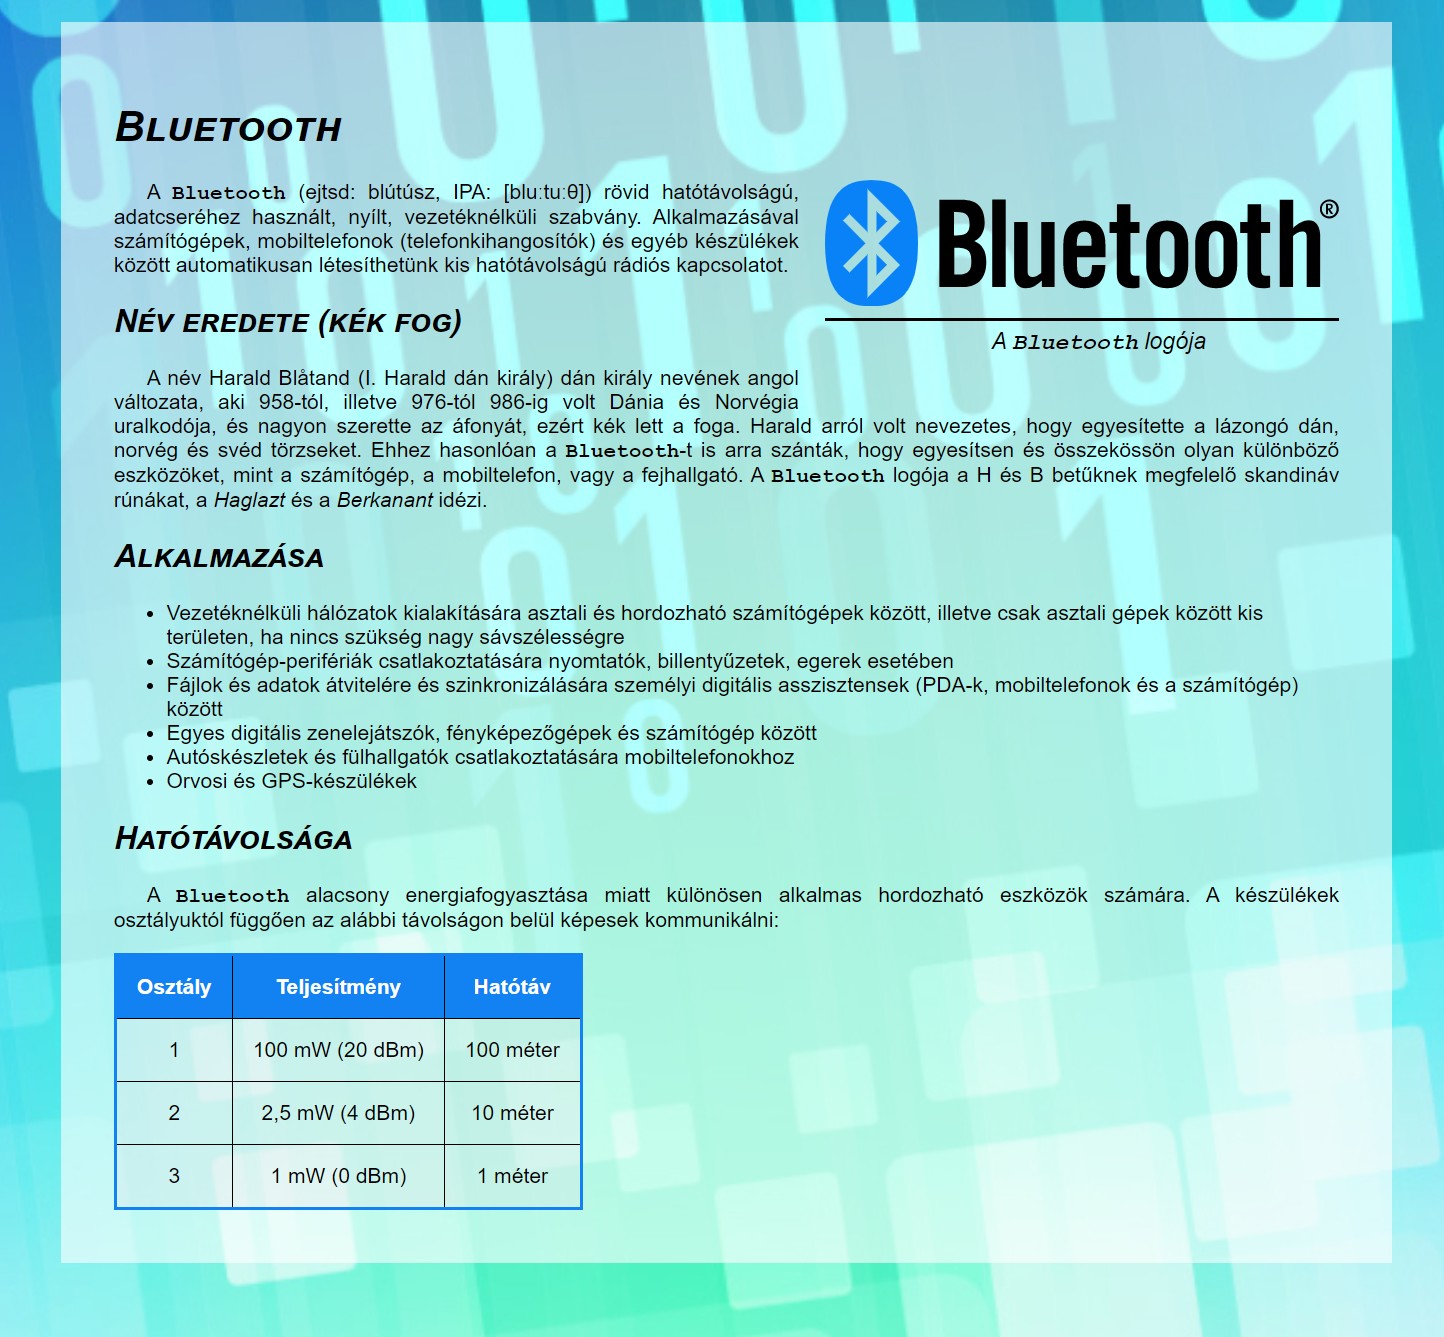 BLUETOOTH
A Bluetooth (ejtsd: blútúsz, IPA: [bluːtuːθ]) rövid hatótávolságú,
adatcseréhez használt, nyílt, vezetéknélküli szabvány. Alkalmazásával
számítógépek, mobiltelefonok (telefonkihangosítók) és egyéb készülékek
között automatikusan létesíthetünk kis hatótávolságú rádiós kapcsolatot.
Bluetooth®
A Bluetooth logója
NÉV EREDETE (KÉK FOG)
A név Harald Blåtand (I. Harald dán király) dán király nevének angol
változata, aki 958-tól, illetve 976-tól 986-ig volt Dánia és Norvégia
uralkodója, és nagyon szerette az áfonyát, ezért kék lett a foga. Harald arról volt nevezetes, hogy egyesítette a lázongó dán,
norvég és svéd törzseket. Ehhez hasonlóan a Bluetooth-t is arra szánták, hogy egyesítsen és összekössön olyan különböző
eszközöket, mint a számítógép, a mobiltelefon, vagy a fejhallgató. A Bluetooth logója a H és B betűknek megfelelő skandináv
rúnákat, a Haglazt és a Berkanant idézi.
ALKALMAZÁSA
• Vezetéknélküli hálózatok kialakítására asztali és hordozható számítógépek között, illetve csak asztali gépek között kis
területen, ha nincs szükség nagy sávszélességre
• Számítógép-perifériák csatlakoztatására nyomtatók, billentyűzetek, egerek esetében
• Fájlok és adatok átvitelére és szinkronizálására személyi digitális asszisztensek (PDA-k, mobiltelefonok és a számítógép)
között
• Egyes digitális zenelejátszók, fényképezőgépek és számítógép között
• Autóskészletek és fülhallgatók csatlakoztatására mobiltelefonokhoz
• Orvosi és GPS-készülékek
HATÓTÁVOLSÁGA
A Bluetooth alacsony energiafogyasztása miatt különösen alkalmas hordozható eszközök számára. A készülékek
osztályuktól függően az alábbi távolságon belül képesek kommunikálni:
Osztály Teljesítmény Hatótáv
1 100 mW (20 dBm) 100 méter
2 2,5 mW (4 dBm) 10 méter
3 1 mW (0 dBm) 1 méter